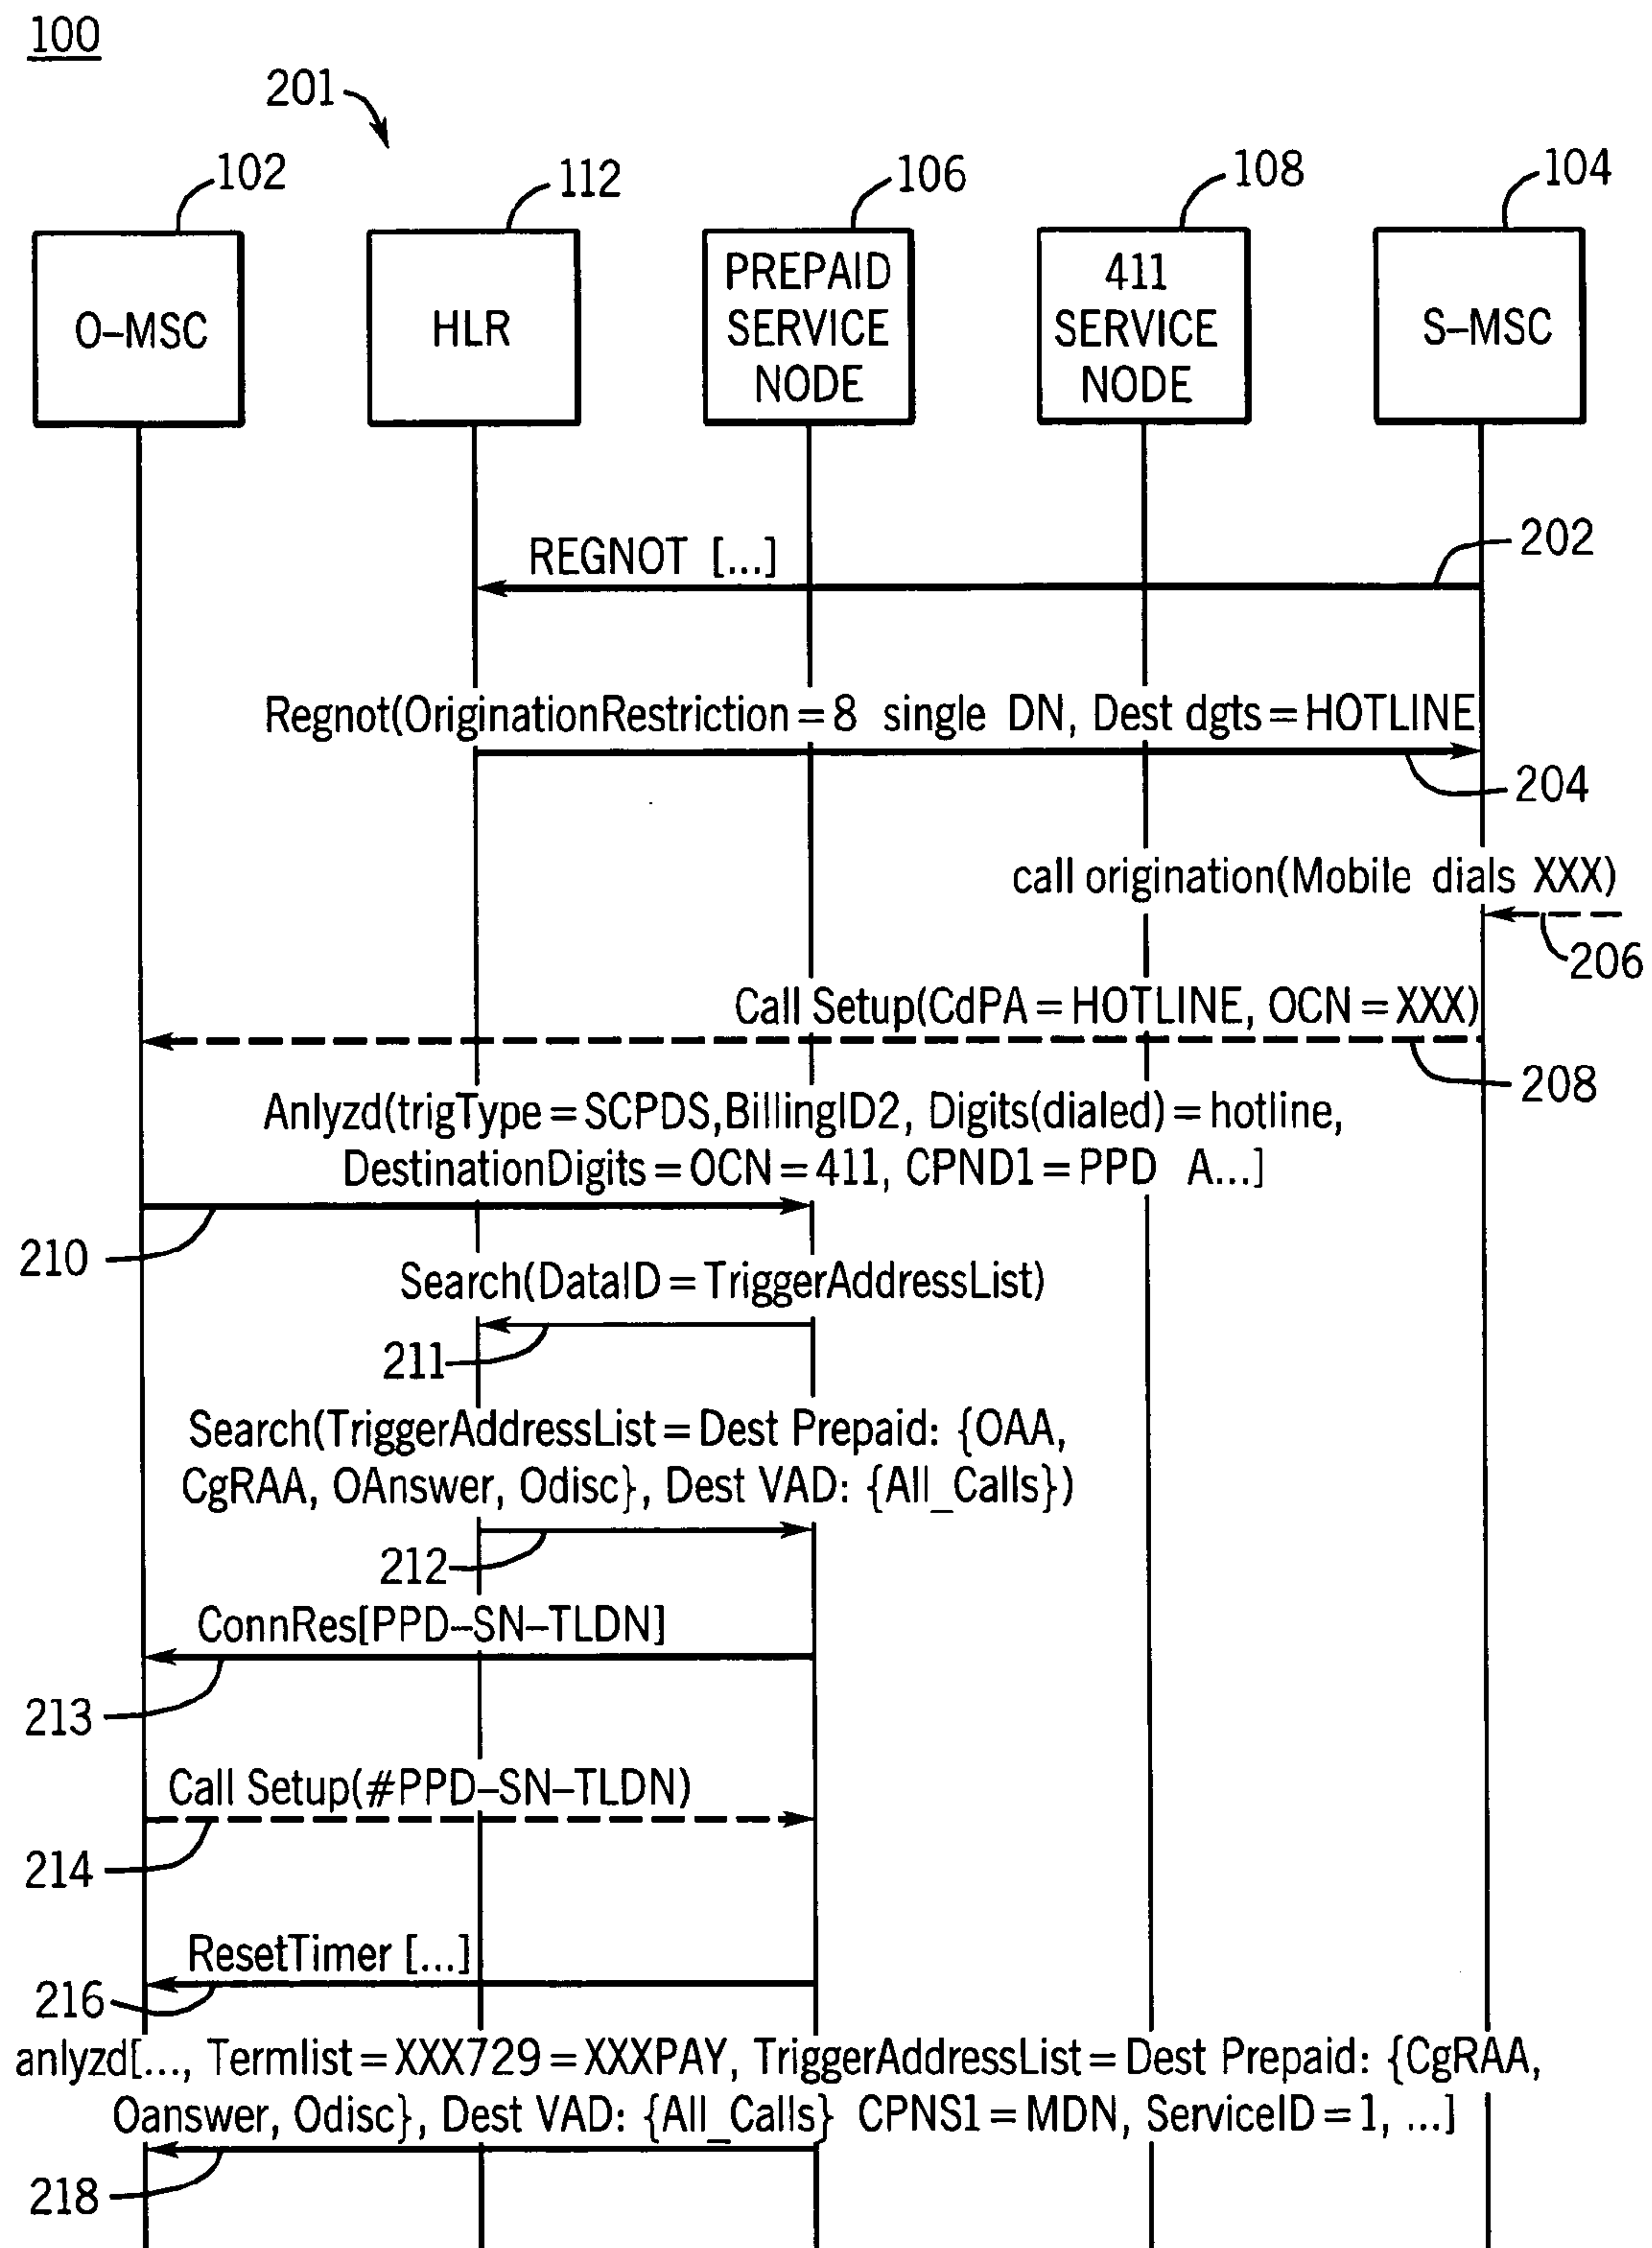 100
201
102
112
106
108
104
O–MSC
HLR
PREPAID
SERVICE
NODE
411
SERVICE
NODE
S–MSC
REGNOT [...]
202
Regnot(OriginationRestriction=8 single DN, Dest dgts=HOTLINE
204
call origination(Mobile dials XXX)
206
Call Setup(CdPA=HOTLINE, OCN=XXX)
208
Anlyzd(trigType=SCPDS,BillingID2, Digits(dialed)=hotline,
DestinationDigits=OCN=411, CPND1=PPD A...]
210
Search(DataID=TriggerAddressList)
211
Search(TriggerAddressList=Dest Prepaid: {OAA,
CgRAA, OAnswer, Odisc}, Dest VAD: {All_Calls})
212
ConnRes[PPD–SN–TLDN]
213
Call Setup(#PPD–SN–TLDN)
214
ResetTimer [...]
216
anlyzd[..., Termlist=XXX729=XXXPAY, TriggerAddressList=Dest Prepaid: {CgRAA,
Oanswer, Odisc}, Dest VAD: {All_Calls} CPNS1=MDN, ServiceID=1, ...]
218